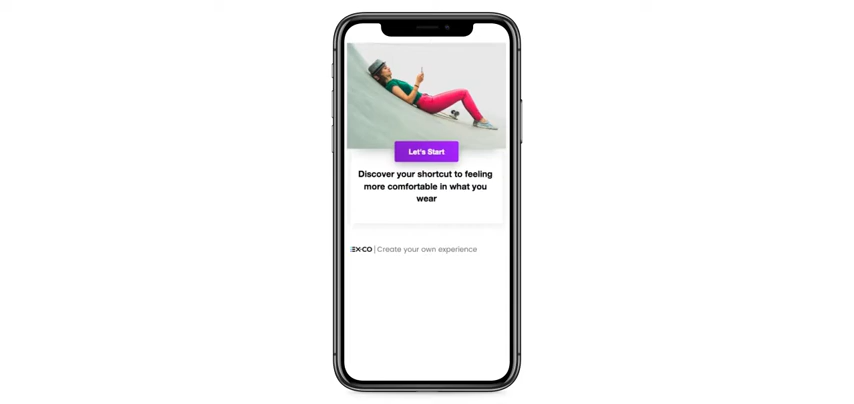 Let's Start
Discover your shortcut to feeling
more comfortable in what you
wear
EX·CO | Create your own experience